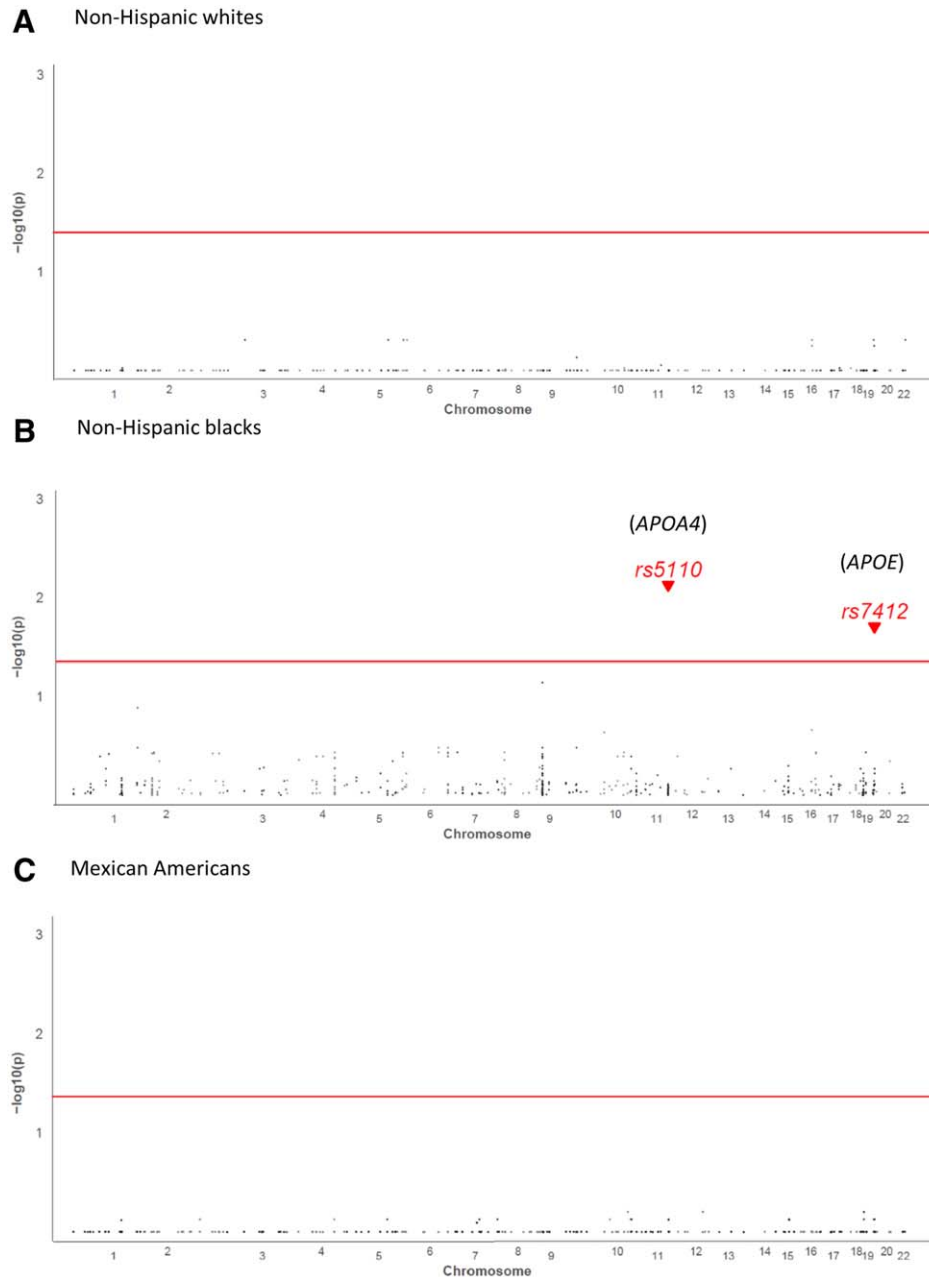 A Non-Hispanic whites
3
2
1
−log10(p)
1 2 3 4 5 6 7 8 9 10 11 12 13 14 15 16 17 18 19 20 22
Chromosome
B Non-Hispanic blacks
3
2
1
−log10(p)
(APOA4)
rs5110
(APOE)
rs7412
1 2 3 4 5 6 7 8 9 10 11 12 13 14 15 16 17 18 19 20 22
Chromosome
C Mexican Americans
3
2
1
−log10(p)
1 2 3 4 5 6 7 8 9 10 11 12 13 14 15 16 17 18 19 20 22
Chromosome